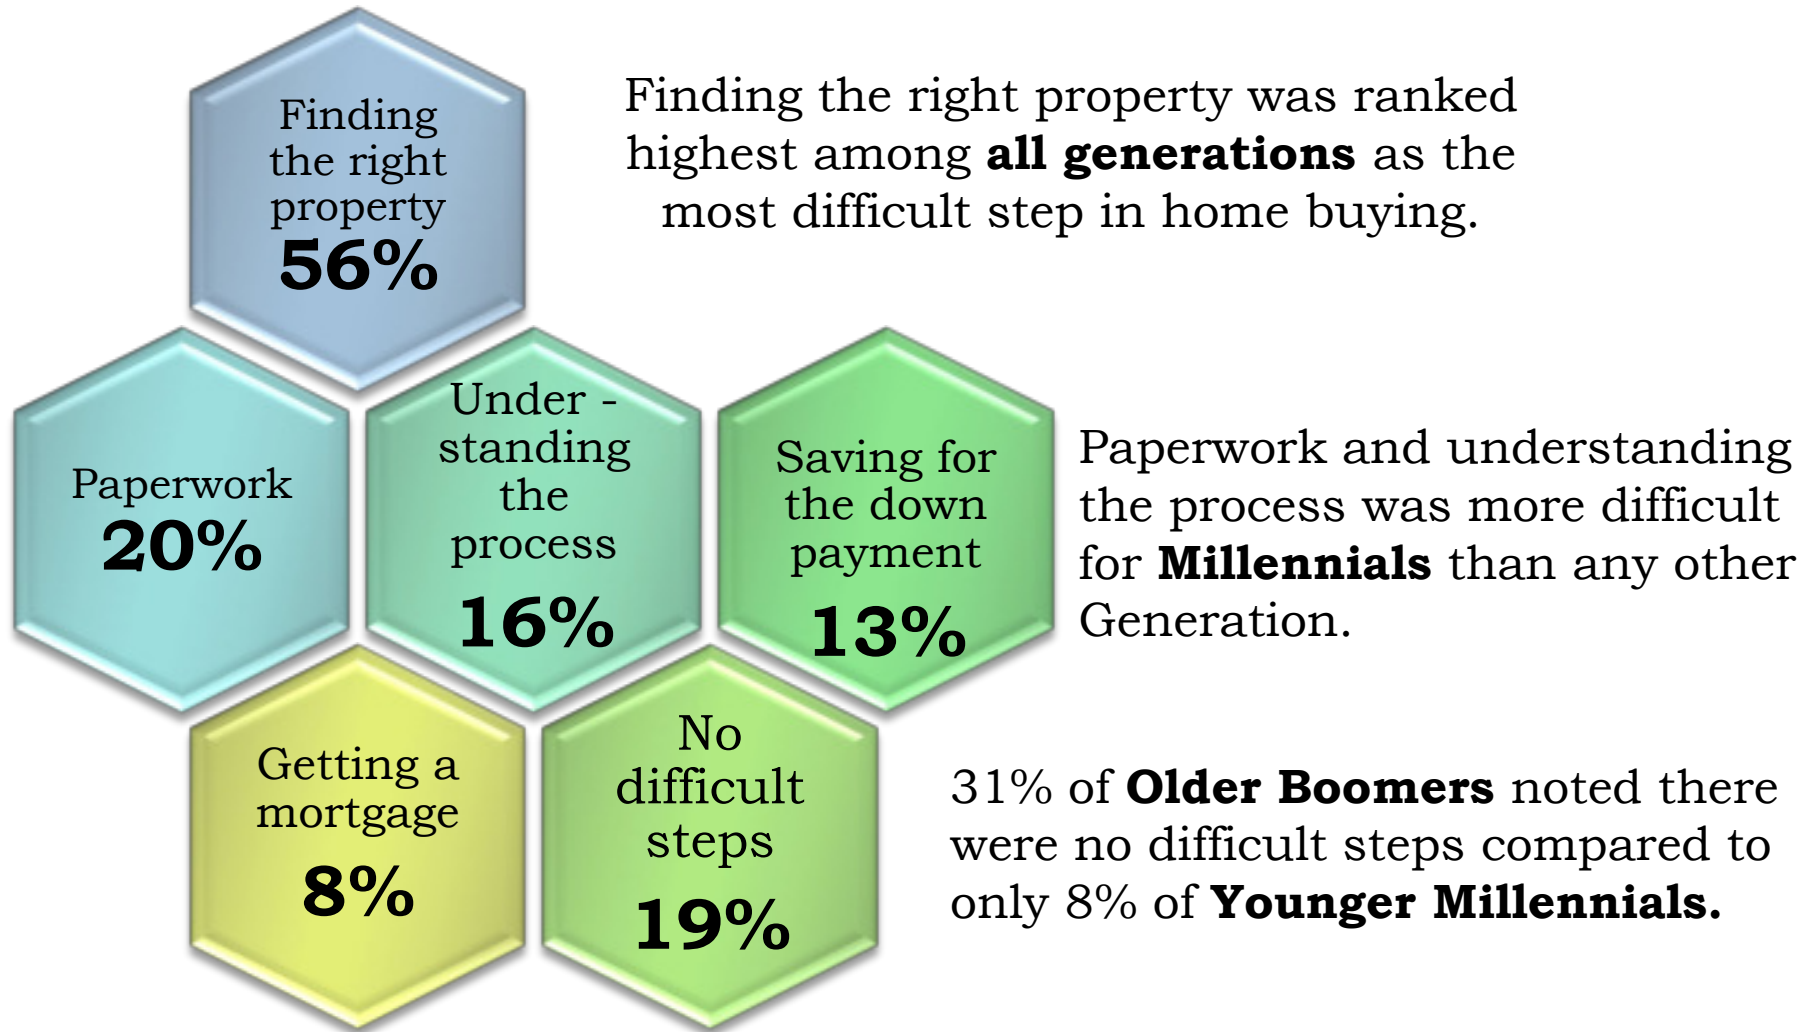 Finding
the right
property
56%
Finding the right property was ranked
highest among all generations as the
most difficult step in home buying.
Paperwork
20%
Under -
standing
the
process
16%
Saving for
the down
payment
13%
Paperwork and understanding
the process was more difficult
for Millennials than any other
Generation.
Getting a
mortgage
8%
No
difficult
steps
19%
31% of Older Boomers noted there
were no difficult steps compared to
only 8% of Younger Millennials.